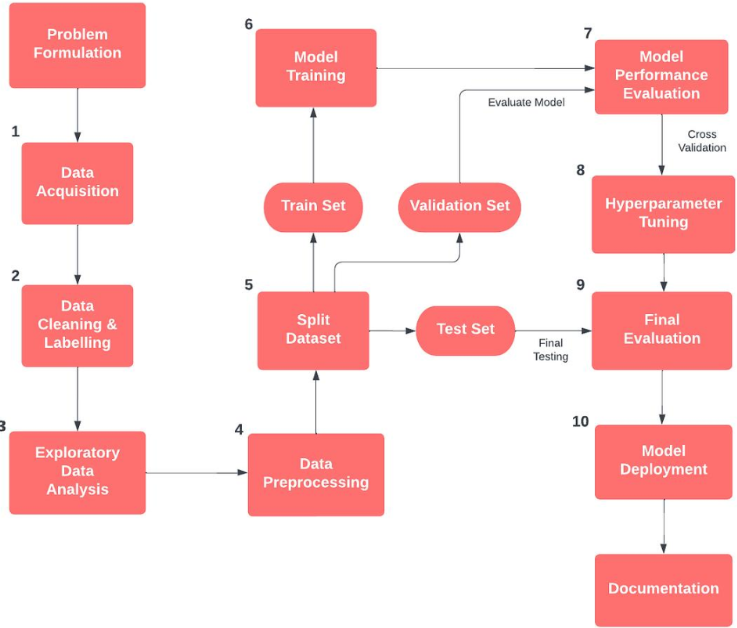 Problem
Formulation
1
Data
Acquisition
2
Data
Cleaning &
Labelling
3
Exploratory
Data
Analysis
4
Data
Preprocessing
5
Split
Dataset
Train Set
Validation Set
Test Set
6
Model
Training
Evaluate Model
7
Model
Performance
Evaluation
Cross
Validation
8
Hyperparameter
Tuning
Final
Testing
9
Final
Evaluation
10
Model
Deployment
Documentation